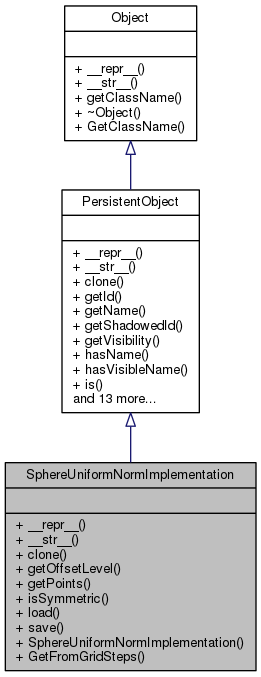 Object
+ __repr__()
+ __str__()
+ getClassName()
+ ~Object()
+ GetClassName()
PersistentObject
+ __repr__()
+ __str__()
+ clone()
+ getId()
+ getName()
+ getShadowedId()
+ getVisibility()
+ hasName()
+ hasVisibleName()
+ is()
and 13 more...
SphereUniformNormImplementation
+ __repr__()
+ __str__()
+ clone()
+ getOffsetLevel()
+ getPoints()
+ isSymmetric()
+ load()
+ save()
+ SphereUniformNormImplementation()
+ GetFromGridSteps()